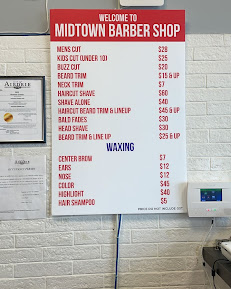 WELCOME TO
MIDTOWN BARBER SHOP
MENS CUT $28
KIDS CUT (UNDER 10) $25
BUZZ CUT $20
BEARD TRIM $15 & UP
NECK TRIM $7
HAIRCUT SHAVE $60
SHAVE ALONE $40
HAIRCUT BEARD TRIM & LINEUP $45 & UP
BALD FADES $30
HEAD SHAVE $30
BEARD TRIM & LINE UP $25 & UP
WAXING
CENTER BROW $7
EARS $12
NOSE $12
COLOR $45
HIGHLIGHT $40
HAIR SHAMPOO $5
PRICE DO NOT INCLUDE GST